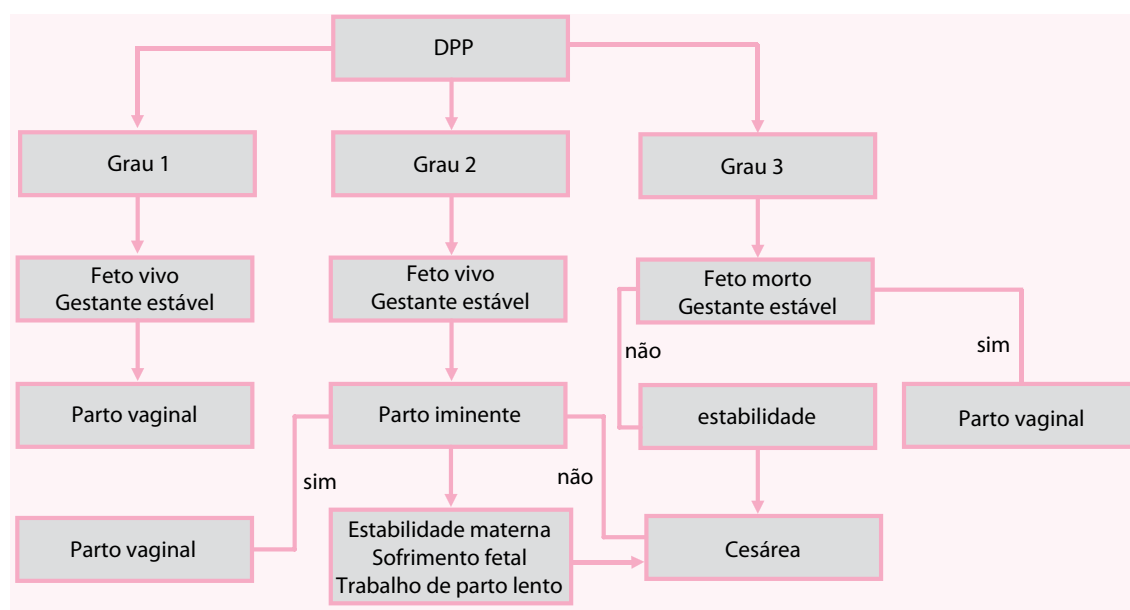 DPP
Grau 1
Grau 2
Grau 3
Feto vivo
Gestante estável
Feto vivo
Gestante estável
Feto morto
Gestante estável
não
sim
Parto vaginal
Parto iminente
estabilidade
Parto vaginal
sim
não
Parto vaginal
Estabilidade materna
Sofrimento fetal
Trabalho de parto lento
Cesárea